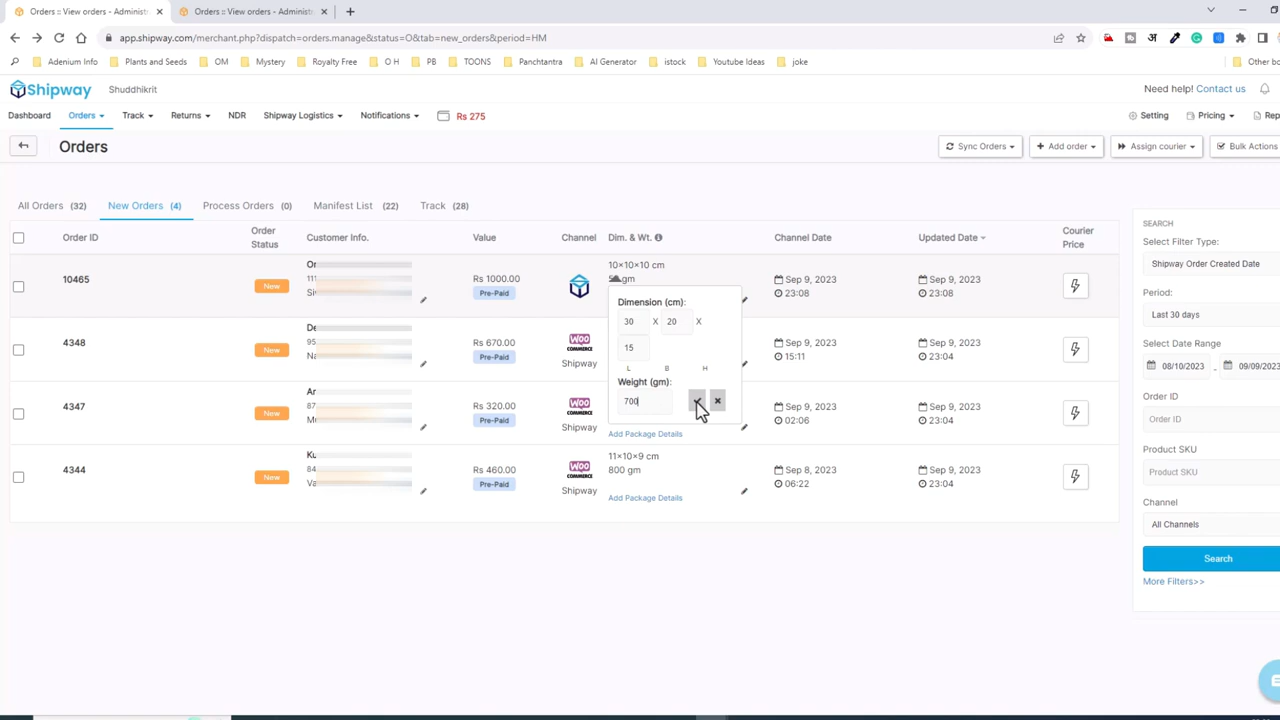 Orders :: View orders - Administ
Orders :: View orders - Administ
app.shipway.com/merchant.php?dispatch=orders.manage&status=O&tab=new_orders&period=HM
Adenium Info
Plants and Seeds
OM
Mystery
Royalty Free
O H
PB
TOONS
Panchtantra
AI Generator
istock
Youtube Ideas
joke
Other bo
Shipway
Shuddhikrit
Need help! Contact us
Dashboard
Orders
Track
Returns
NDR
Shipway Logistics
Notifications
Rs 275
Setting
Pricing
Rep
Orders
Sync Orders
Add order
Assign courier
Bulk Actions
All Orders (32)
New Orders (4)
Process Orders (0)
Manifest List (22)
Track (28)
Order ID
Order
Status
Customer Info.
Value
Channel
Dim. & Wt.
Channel Date
Updated Date
Courier
Price
10465
New
Rs 1000.00
Pre-Paid
10×10×10 cm
gm
Sep 9, 2023
23:08
Sep 9, 2023
23:08
Dimension (cm):
30 X 20 X
15
L B H
Weight (gm):
700
4348
New
De
95
Na
Rs 670.00
Pre-Paid
WOO
COMMERCE
Shipway
Sep 9, 2023
15:11
Sep 9, 2023
23:04
4347
New
Ar
87
Rs 320.00
Pre-Paid
WOO
COMMERCE
Shipway
Add Package Details
Sep 9, 2023
02:06
Sep 9, 2023
23:04
4344
New
Ku
84
Va
Rs 460.00
Pre-Paid
WOO
COMMERCE
Shipway
11×10×9 cm
800 gm
Add Package Details
Sep 8, 2023
06:22
Sep 9, 2023
23:04
SEARCH
Select Filter Type:
Shipway Order Created Date
Period:
Last 30 days
Select Date Range
08/10/2023 - 09/09/2023
Order ID
Order ID
Product SKU
Product SKU
Channel
All Channels
Search
More Filters>>